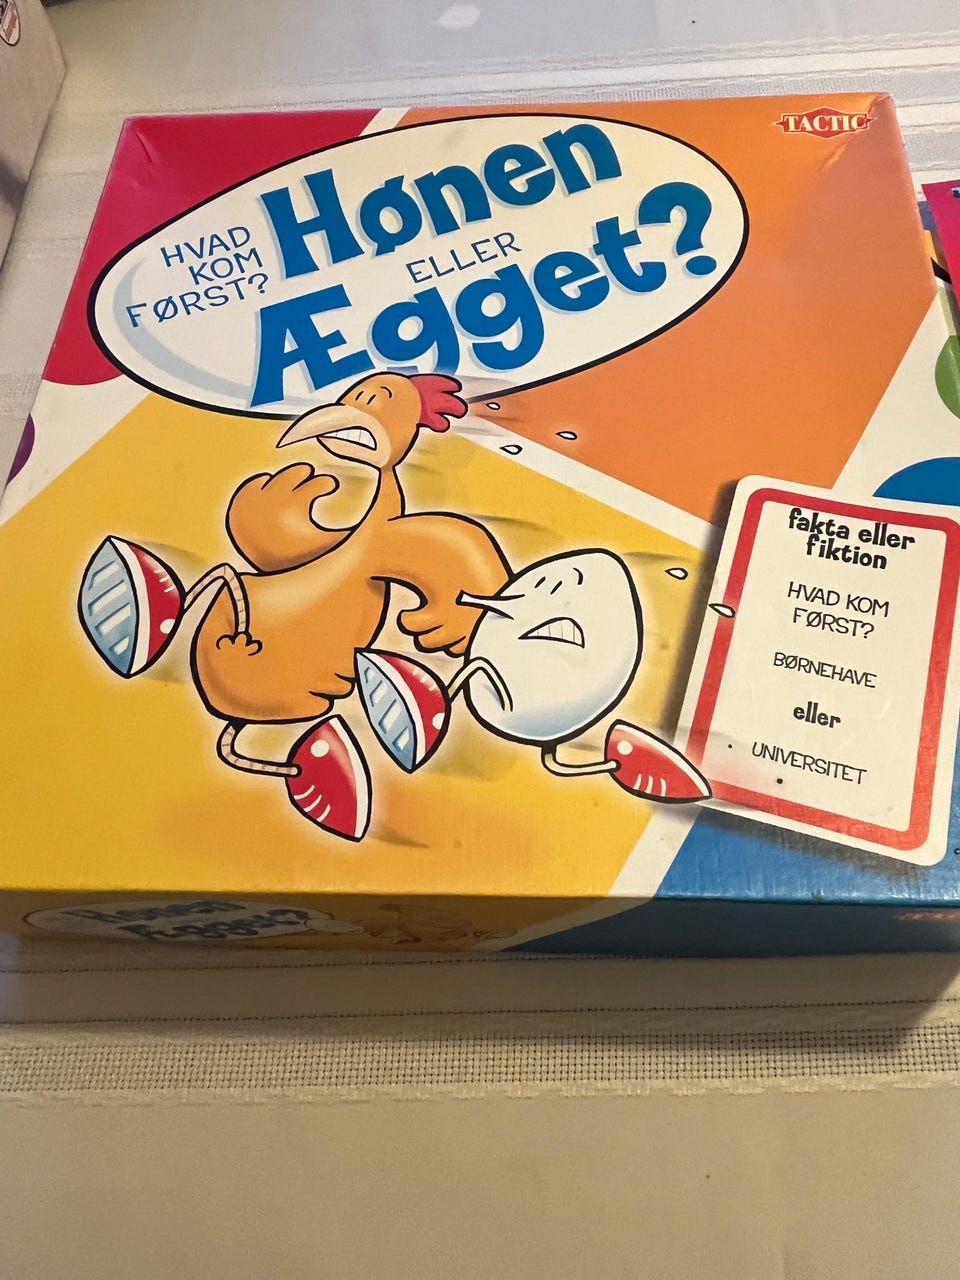 TACTIC
HVAD
KOM
FØRST?
Hønen
ELLER
Ægget?
fakta eller
fiktion
HVAD KOM
FØRST?
BØRNEHAVE
eller
UNIVERSITET
Hønen
Ægget?